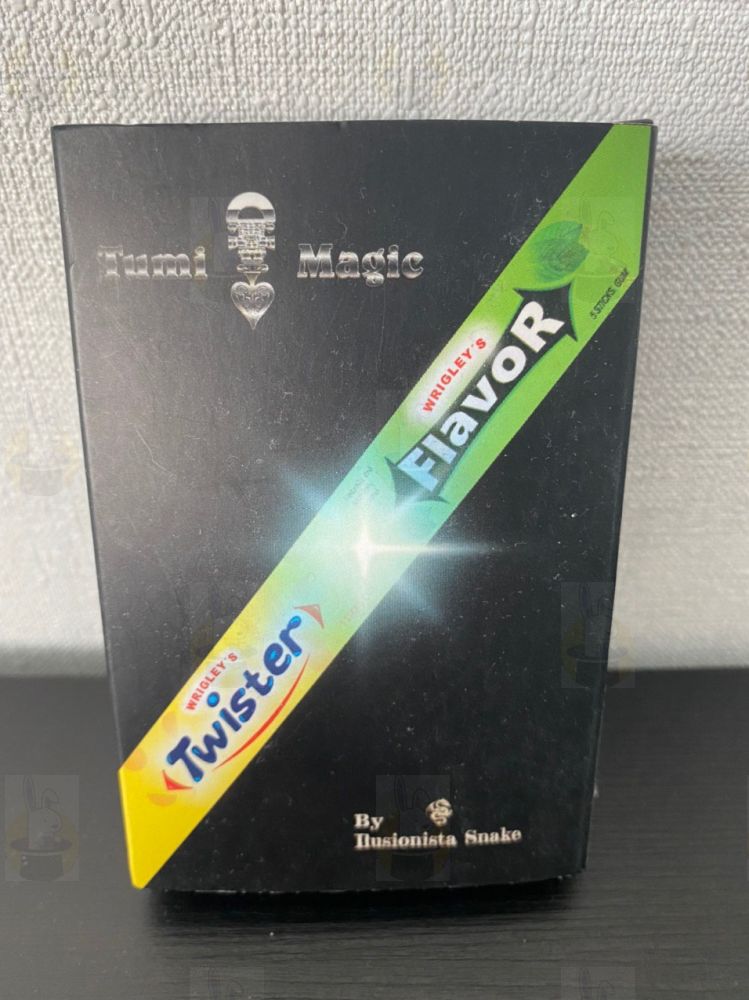 Tumi Magic
WRIGLEY'S
FlavoR
5 STICKS GUM
WRIGLEY'S
Twister
By
Ilusionista Snake